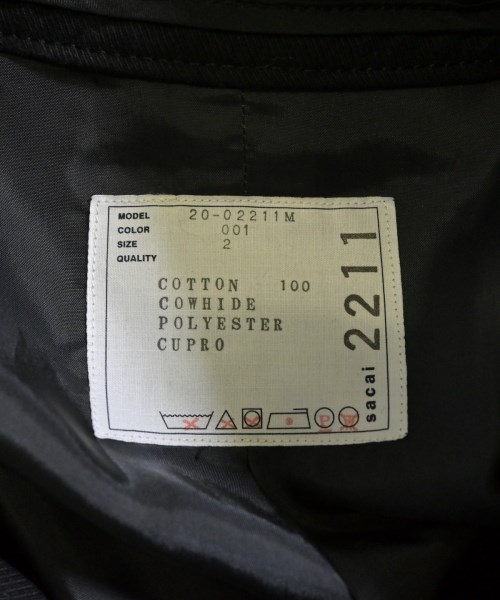 MODEL 20-02211M
COLOR 001
SIZE 2
QUALITY
COTTON 100
COWHIDE
POLYESTER
CUPRO
P
W
sacai 2211